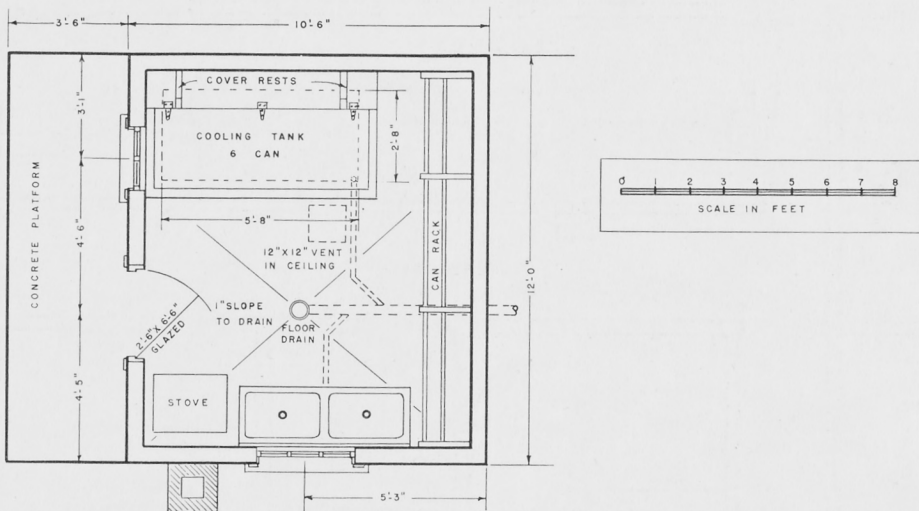 3'-6"
10'-6"
COVER RESTS
3'-1"
COOLING TANK
6 CAN
2'-8"
0 1 2 3 4 5 6 7 8
SCALE IN FEET
CONCRETE PLATFORM
4'-6"
5'-8"
CAN RACK
12"X12" VENT
IN CEILING
12'-0"
1" SLOPE
TO DRAIN
FLOOR
DRAIN
2'-6" X 6'-6"
GLAZED
4'-5"
STOVE
5'-3"